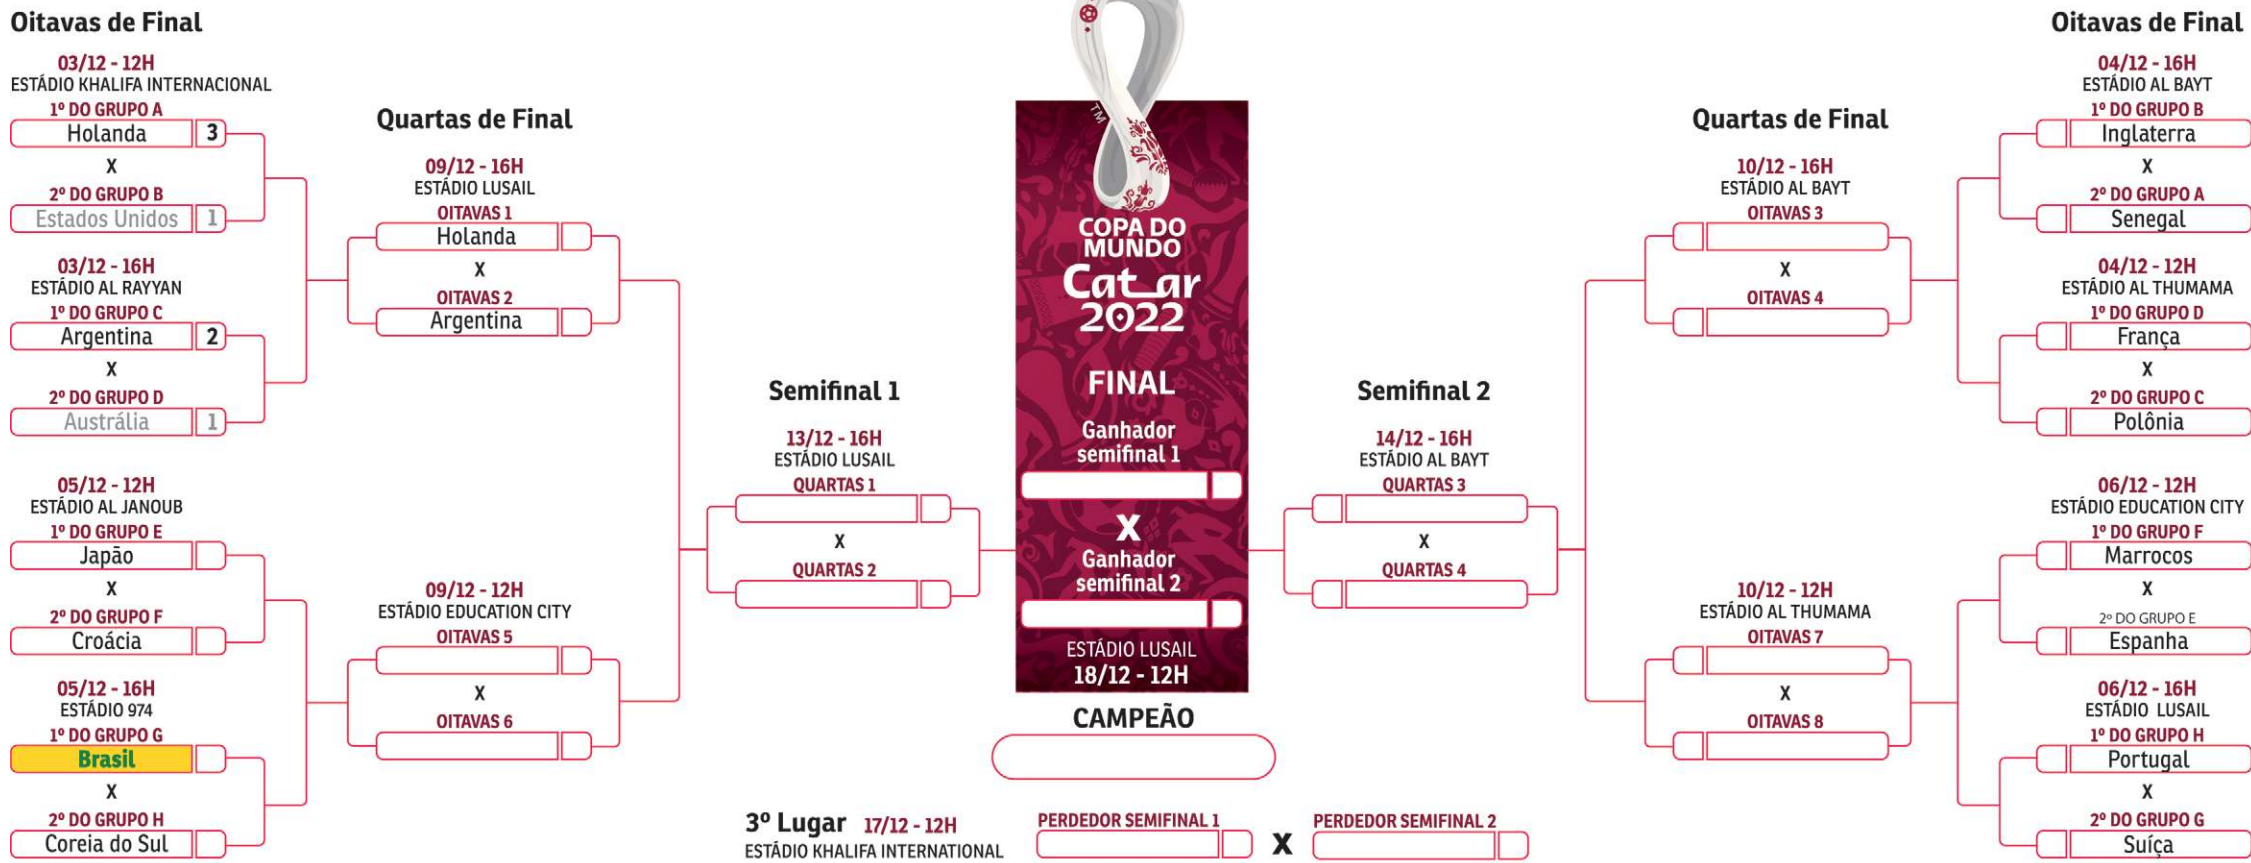 Oitavas de Final
03/12 - 12H
ESTÁDIO KHALIFA INTERNACIONAL
1º DO GRUPO A
Holanda 3
X
2º DO GRUPO B
Estados Unidos 1
03/12 - 16H
ESTÁDIO AL RAYYAN
1º DO GRUPO C
Argentina 2
X
2º DO GRUPO D
Austrália 1
05/12 - 12H
ESTÁDIO AL JANOUB
1º DO GRUPO E
Japão
X
2º DO GRUPO F
Croácia
05/12 - 16H
ESTÁDIO 974
1º DO GRUPO G
Brasil
X
2º DO GRUPO H
Coreia do Sul
Quartas de Final
09/12 - 16H
ESTÁDIO LUSAIL
OITAVAS 1
Holanda
X
OITAVAS 2
Argentina
09/12 - 12H
ESTÁDIO EDUCATION CITY
OITAVAS 5
X
OITAVAS 6
Semifinal 1
13/12 - 16H
ESTÁDIO LUSAIL
QUARTAS 1
X
QUARTAS 2
TM
COPA DO
MUNDO
Catar
2022
FINAL
Ganhador
semifinal 1
X
Ganhador
semifinal 2
ESTÁDIO LUSAIL
18/12 - 12H
CAMPEÃO
3º Lugar 17/12 - 12H
ESTÁDIO KHALIFA INTERNATIONAL
PERDEDOR SEMIFINAL 1
X
PERDEDOR SEMIFINAL 2
Semifinal 2
14/12 - 16H
ESTÁDIO AL BAYT
QUARTAS 3
X
QUARTAS 4
Quartas de Final
10/12 - 16H
ESTÁDIO AL BAYT
OITAVAS 3
X
OITAVAS 4
10/12 - 12H
ESTÁDIO AL THUMAMA
OITAVAS 7
X
OITAVAS 8
Oitavas de Final
04/12 - 16H
ESTÁDIO AL BAYT
1º DO GRUPO B
Inglaterra
X
2º DO GRUPO A
Senegal
04/12 - 12H
ESTÁDIO AL THUMAMA
1º DO GRUPO D
França
X
2º DO GRUPO C
Polônia
06/12 - 12H
ESTÁDIO EDUCATION CITY
1º DO GRUPO F
Marrocos
X
2º DO GRUPO E
Espanha
06/12 - 16H
ESTÁDIO LUSAIL
1º DO GRUPO H
Portugal
X
2º DO GRUPO G
Suíça